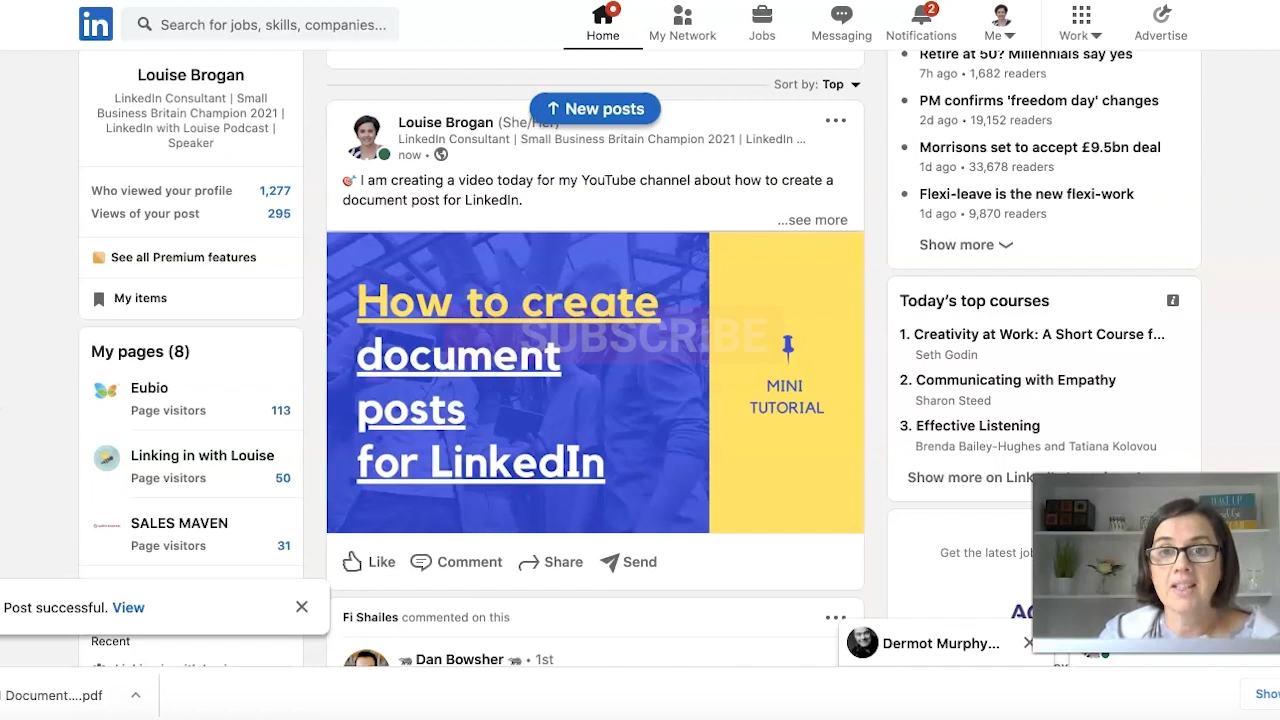 in
Search for jobs, skills, companies...
Home
My Network
Jobs
Messaging
2
Notifications
Me
Work
Advertise
Louise Brogan
LinkedIn Consultant | Small
Business Britain Champion 2021 |
LinkedIn with Louise Podcast |
Speaker
Who viewed your profile 1,277
Views of your post 295
See all Premium features
My items
My pages (8)
Eubio
Page visitors 113
Linking in with Louise
Page visitors 50
SALES MAVEN
Page visitors 31
Post successful. View
Recent
Document....pdf
Sort by: Top
New posts
Louise Brogan (She/Her)
LinkedIn Consultant | Small Business Britain Champion 2021 | LinkedIn ...
now •
I am creating a video today for my YouTube channel about how to create a
document post for LinkedIn.
...see more
How to create
document
posts
for LinkedIn
SUBSCRIBE
MINI
TUTORIAL
Like
Comment
Share
Send
Fi Shailes commented on this
Dan Bowsher • 1st
Retire at 50? Millennials say yes
7h ago • 1,682 readers
PM confirms 'freedom day' changes
2d ago • 19,152 readers
Morrisons set to accept £9.5bn deal
1d ago • 33,678 readers
Flexi-leave is the new flexi-work
1d ago • 9,870 readers
Show more
Today's top courses
1. Creativity at Work: A Short Course f...
Seth Godin
2. Communicating with Empathy
Sharon Steed
3. Effective Listening
Brenda Bailey-Hughes and Tatiana Kolovou
Show more on
Get the latest
Dermot Murphy...